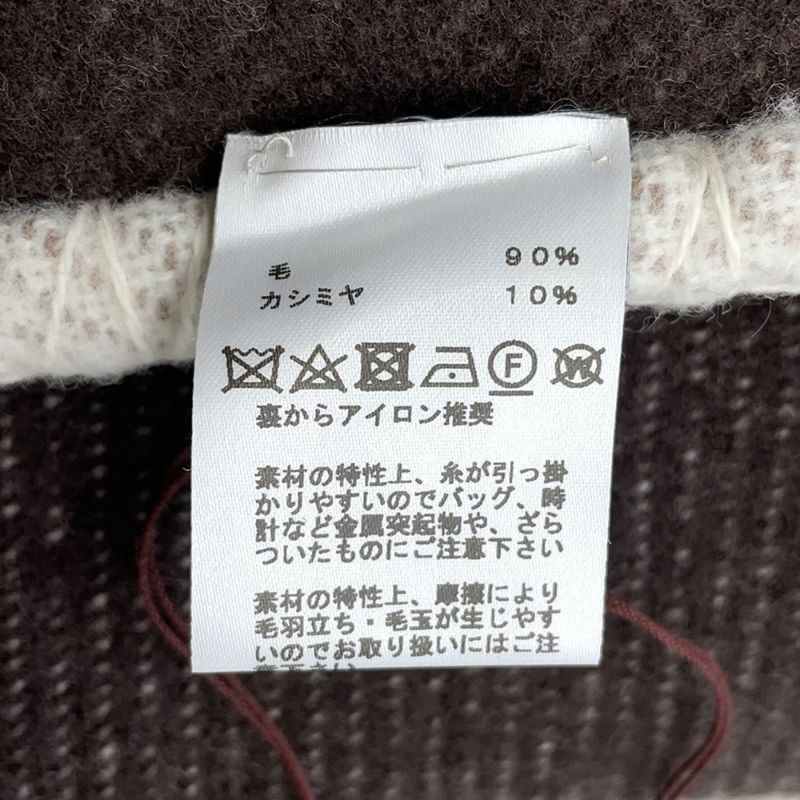 毛 90%
カシミヤ 10%
F W
裏からアイロン推奨
素材の特性上、糸が引っ掛
かりやすいのでバッグ、時
計など金属突起物や、ざら
ついたものにご注意下さい
素材の特性上、摩擦により
毛羽立ち・毛玉が生じやす
いのでお取り扱いにはご注
意下さい